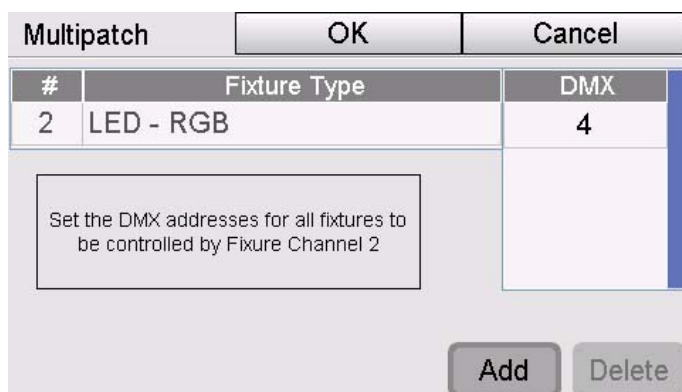 Multipatch OK Cancel
# Fixture Type DMX
2 LED - RGB 4
Set the DMX addresses for all fixtures to
be controlled by Fixure Channel 2
Add Delete